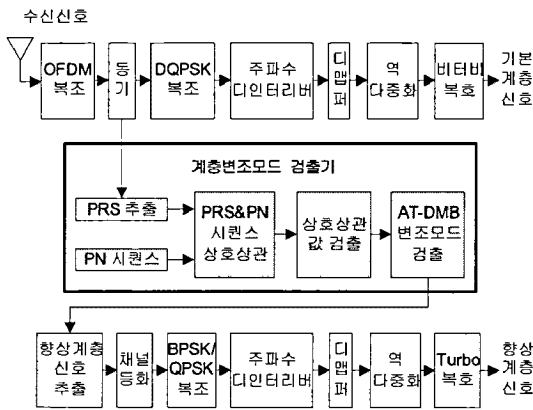 수신신호
OFDM
복조
동
기
DQPSK
복조
주파수
디인터리버
디
맵
퍼
역
다중화
비터비
복호
기본
계층
신호
계층변조모드 검출기
PRS 추출
PN 시퀀스
PRS&PN
시퀀스
상호상관
상호상관
값 검출
AT-DMB
변조모드
검출
향상계층
신호
추출
채널
등화
BPSK/
QPSK
복조
주파수
디인터리버
디
맵
퍼
역
다중화
Turbo
복호
향상
계층
신호